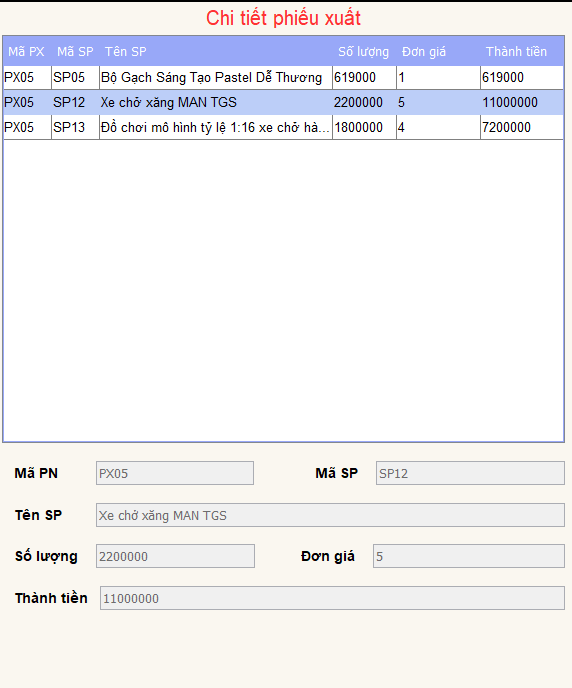 Chi tiết phiếu xuất
Mã PX Mã SP Tên SP Số lượng Đơn giá Thành tiền
PX05 SP05 Bộ Gạch Sáng Tạo Pastel Dễ Thương 619000 1 619000
PX05 SP12 Xe chở xăng MAN TGS 2200000 5 11000000
PX05 SP13 Đồ chơi mô hình tỷ lệ 1:16 xe chở hà... 1800000 4 7200000
Mã PN PX05 Mã SP SP12
Tên SP Xe chở xăng MAN TGS
Số lượng 2200000 Đơn giá 5
Thành tiền 11000000